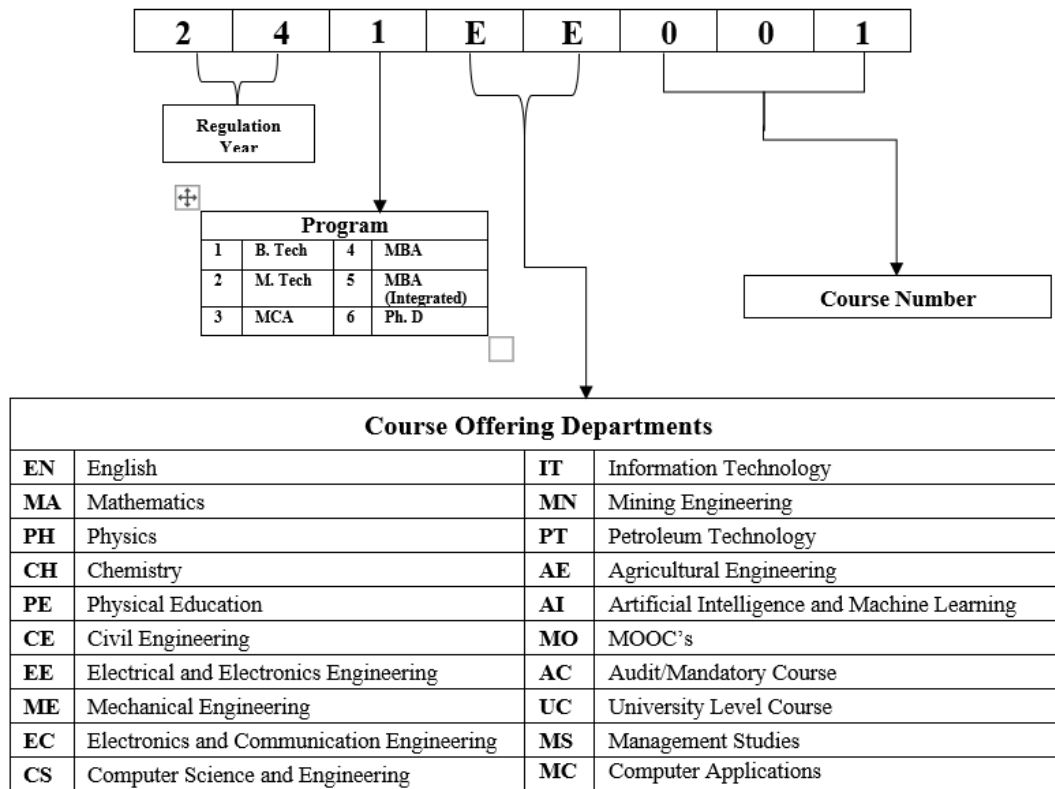 2 4 1 E E 0 0 1
Regulation
Year
Program
1 B. Tech 4 MBA
2 M. Tech 5 MBA
(Integrated)
3 MCA 6 Ph. D
Course Number
Course Offering Departments
EN English IT Information Technology
MA Mathematics MN Mining Engineering
PH Physics PT Petroleum Technology
CH Chemistry AE Agricultural Engineering
PE Physical Education AI Artificial Intelligence and Machine Learning
CE Civil Engineering MO MOOC’s
EE Electrical and Electronics Engineering AC Audit/Mandatory Course
ME Mechanical Engineering UC University Level Course
EC Electronics and Communication Engineering MS Management Studies
CS Computer Science and Engineering MC Computer Applications